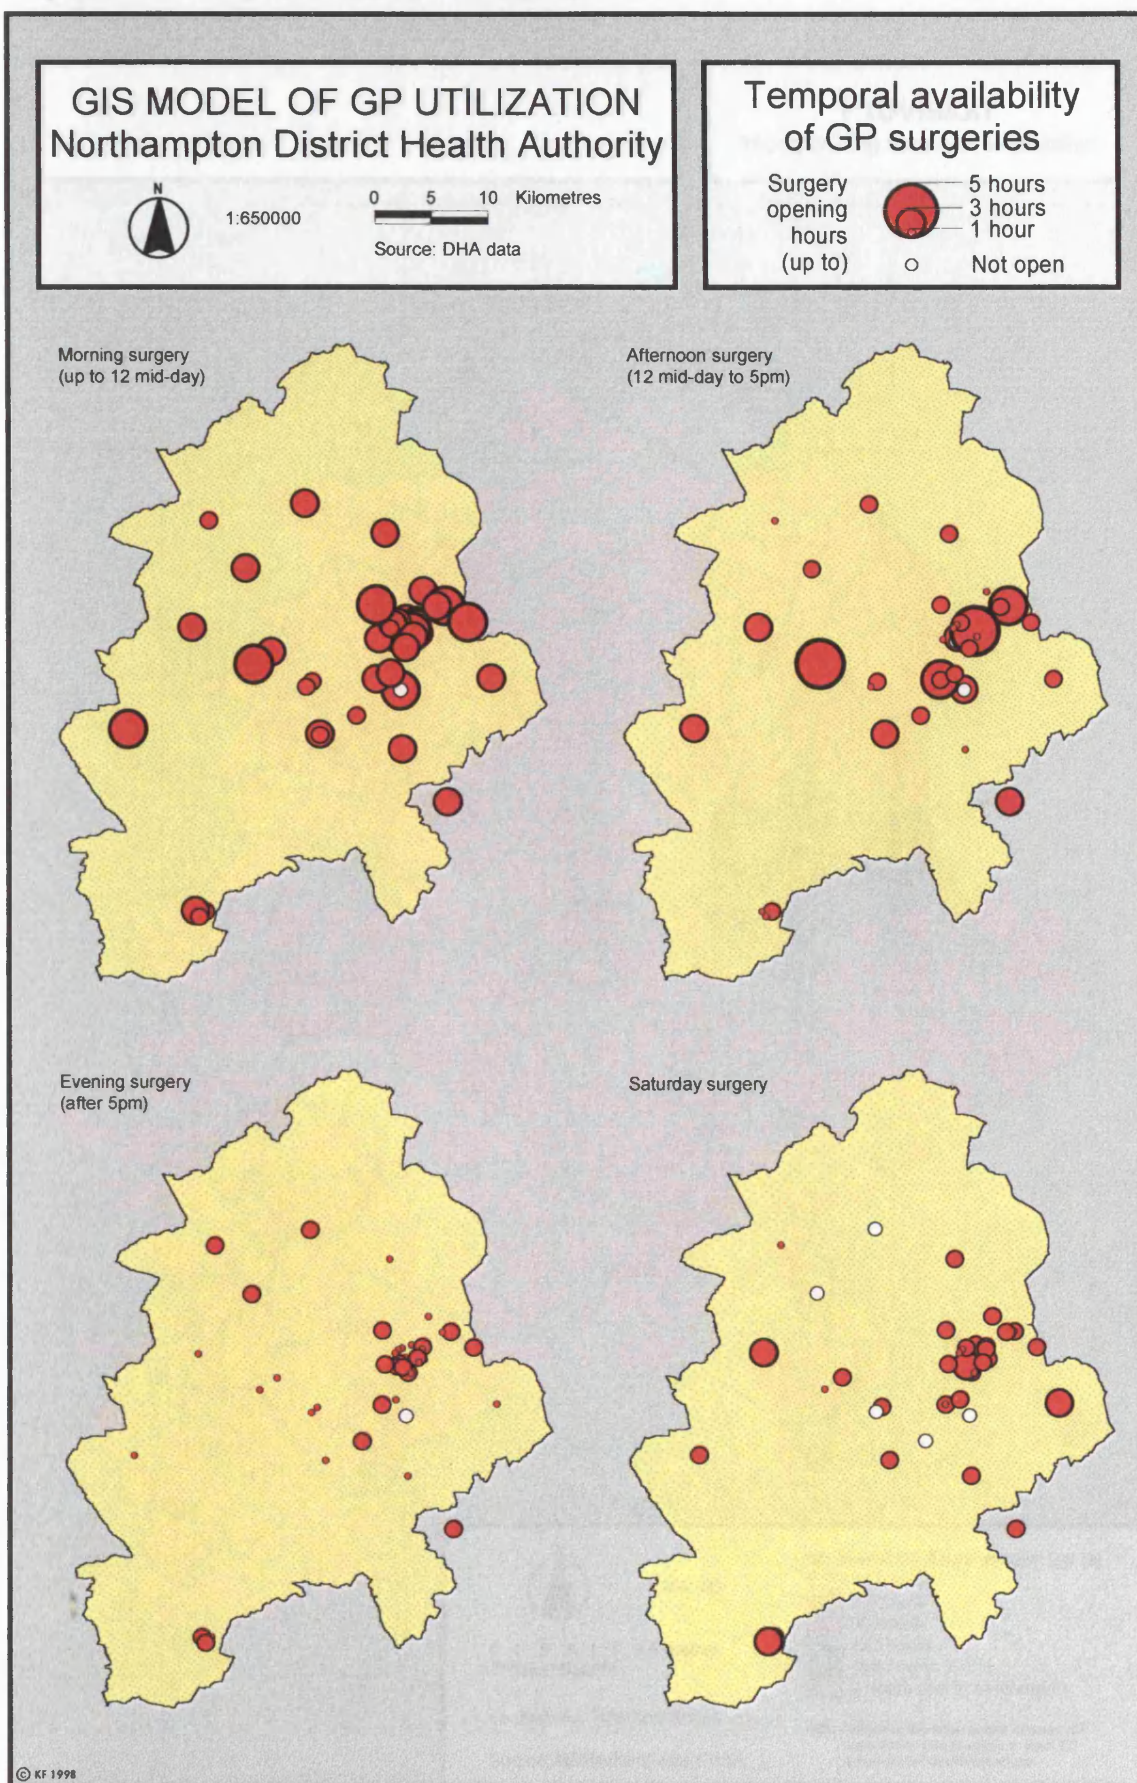 GIS MODEL OF GP UTILIZATION
Northampton District Health Authority
N
1:650000
0 5 10 Kilometres
Source: DHA data
Temporal availability
of GP surgeries
Surgery
opening
hours
(up to)
5 hours
3 hours
1 hour
Not open
Morning surgery
(up to 12 mid-day)
Afternoon surgery
(12 mid-day to 5pm)
Evening surgery
(after 5pm)
Saturday surgery
© KF 1998